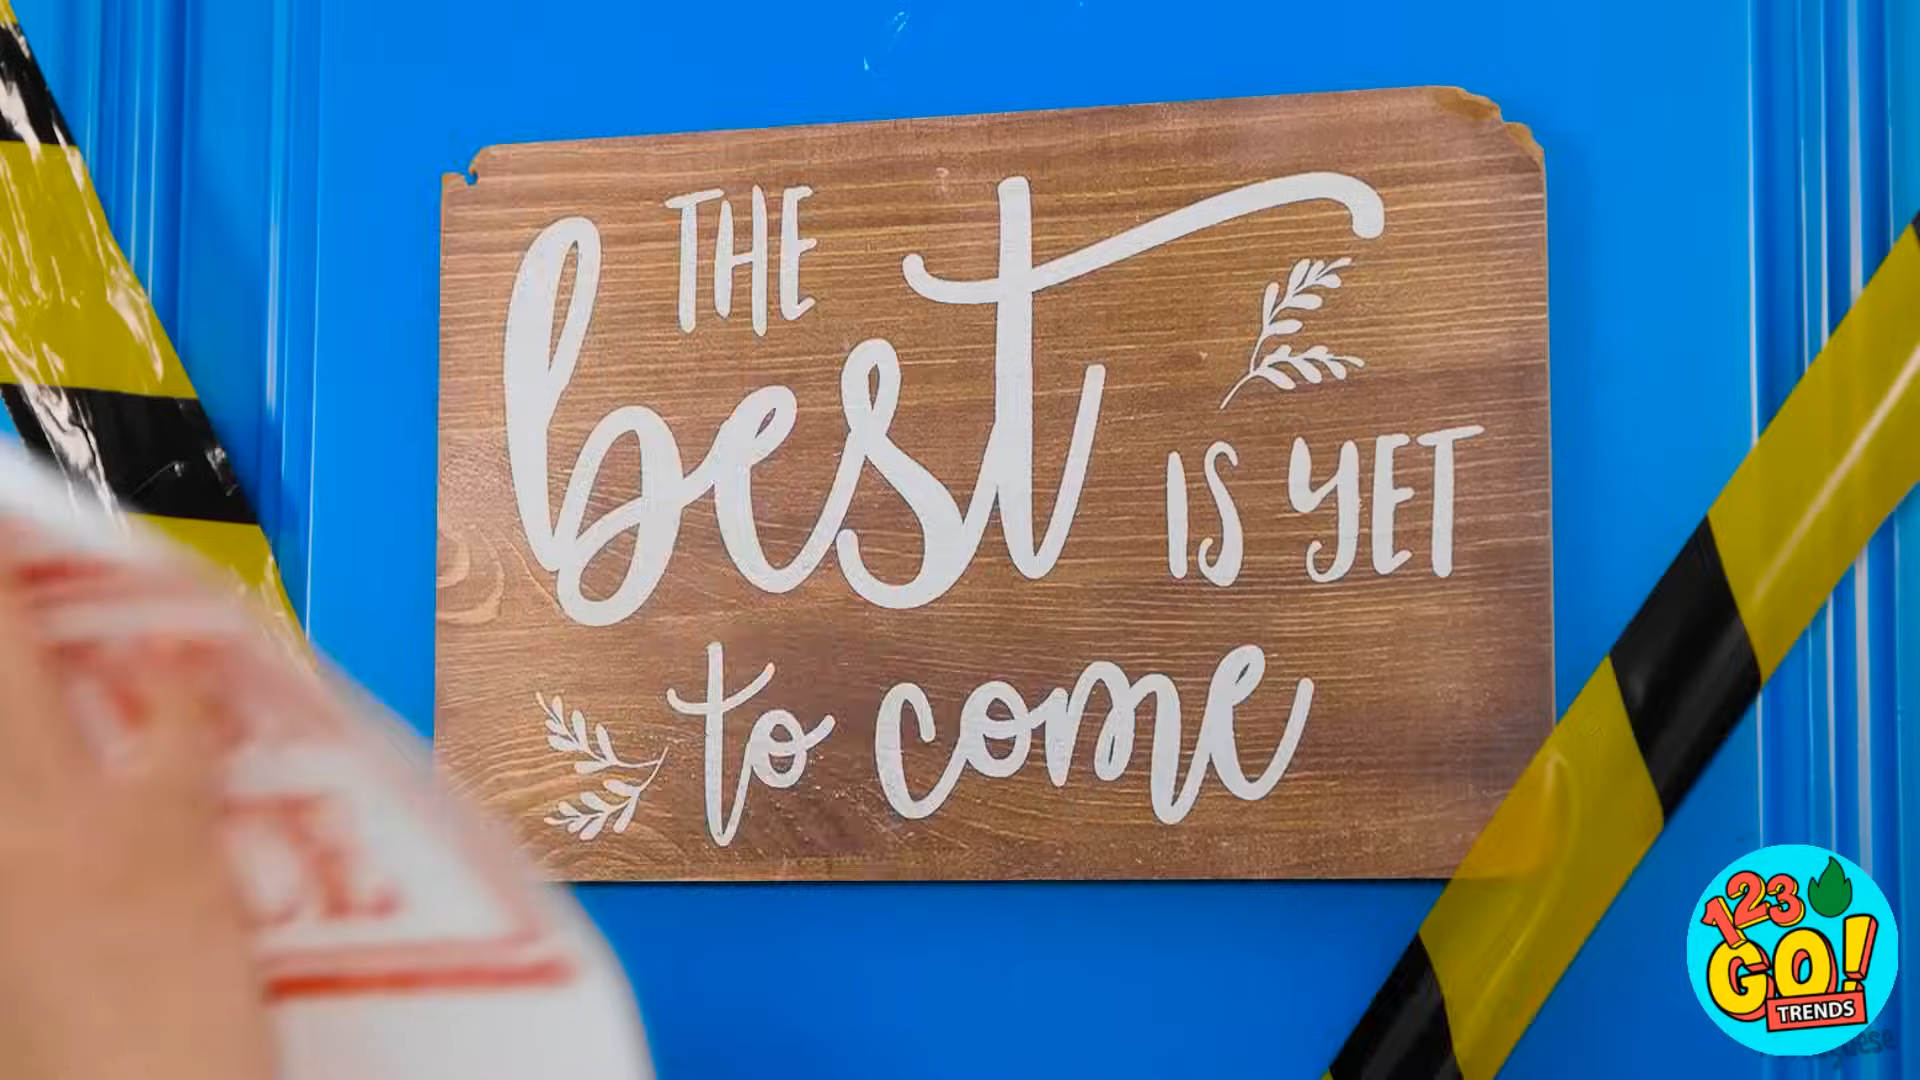 THE
best
IS YET
to come
123
GO!
TRENDS